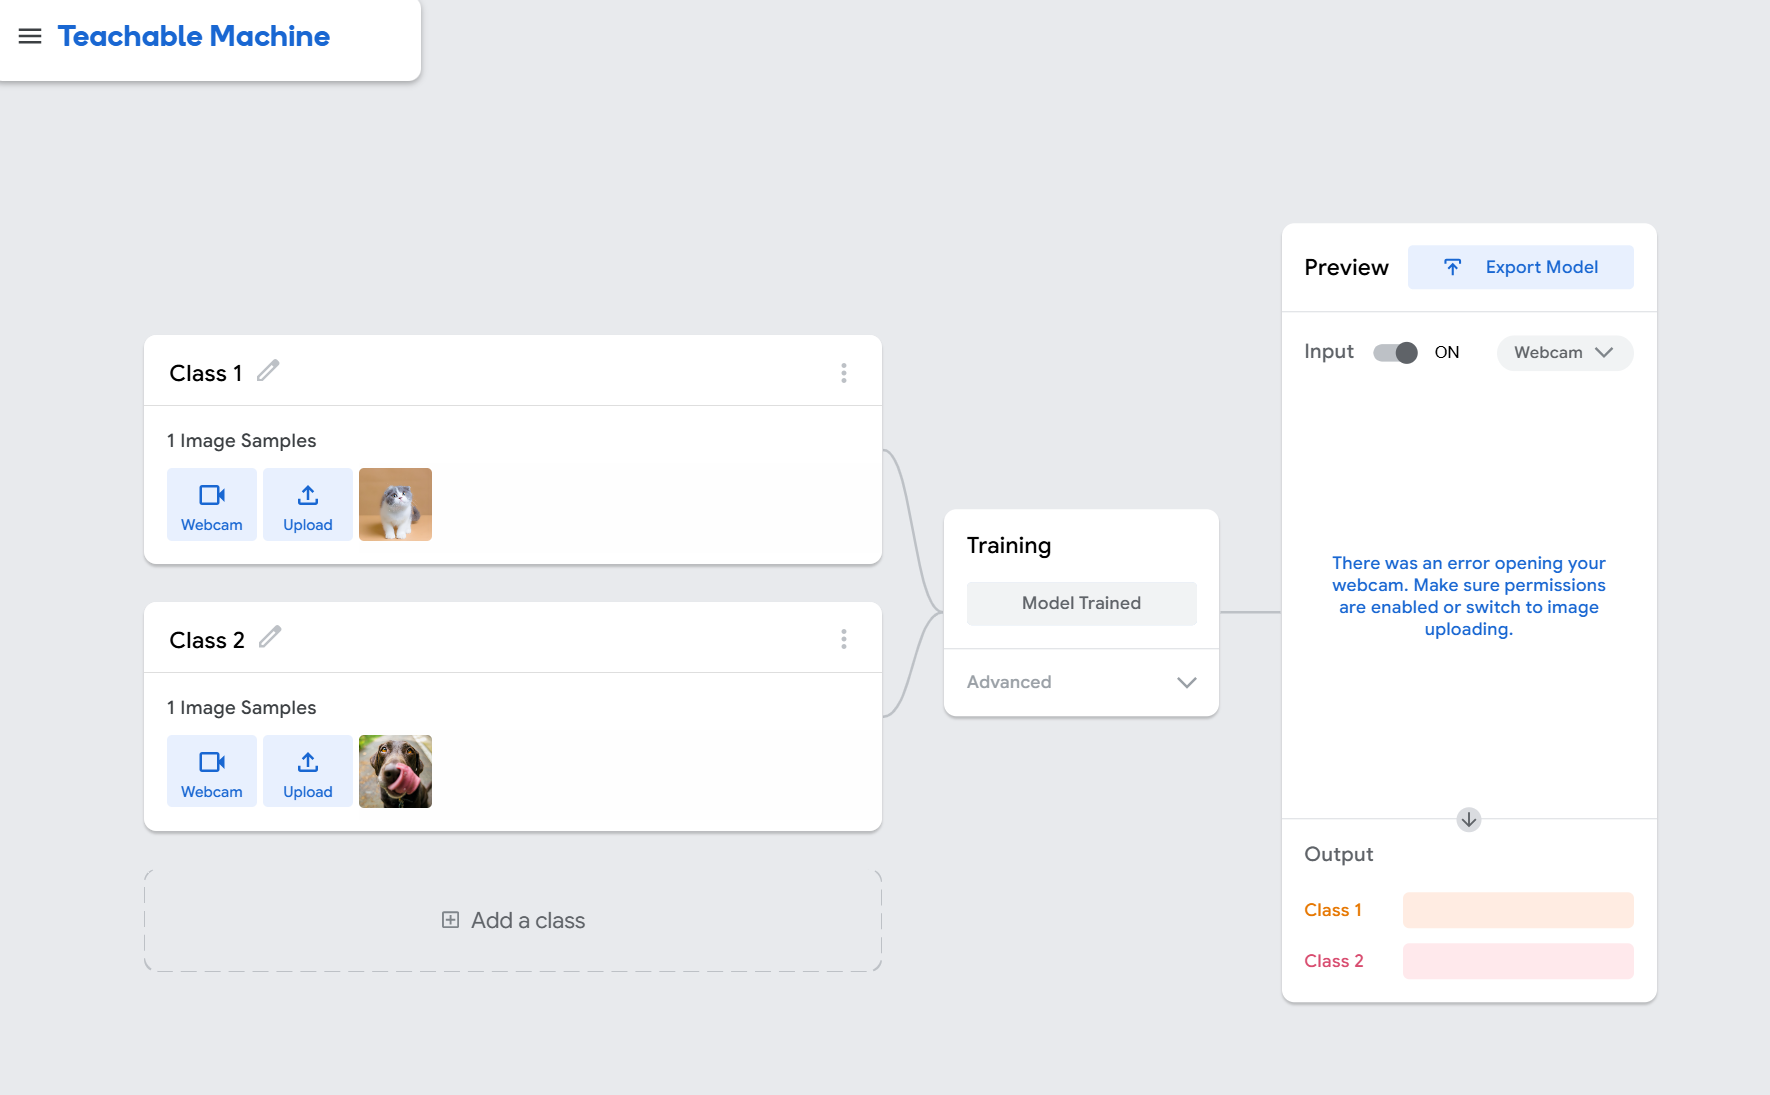 Teachable Machine
Class 1
1 Image Samples
Webcam
Upload
Class 2
1 Image Samples
Webcam
Upload
Add a class
Training
Model Trained
Advanced
Preview
Export Model
Input
ON
Webcam
There was an error opening your
webcam. Make sure permissions
are enabled or switch to image
uploading.
Output
Class 1
Class 2